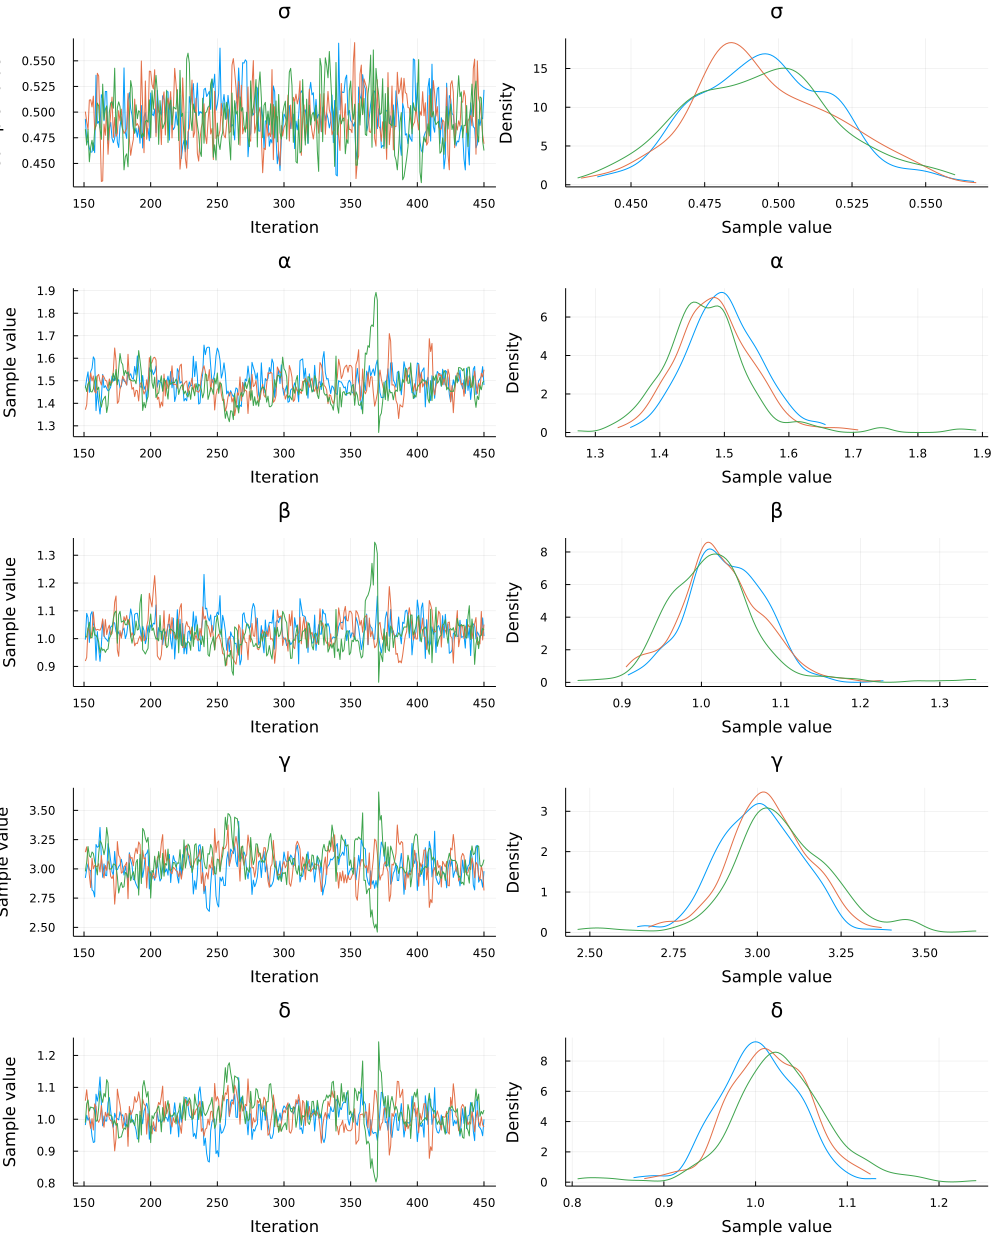 σ
σ
0.550
0.525
0.500
0.475
0.450
150 200 250 300 350 400 450
Iteration
Density
15
10
5
0
0.450 0.475 0.500 0.525 0.550
Sample value
α
α
Sample value
1.9
1.8
1.7
1.6
1.5
1.4
1.3
150 200 250 300 350 400 450
Iteration
Density
6
4
2
0
1.3 1.4 1.5 1.6 1.7 1.8 1.9
Sample value
β
β
Sample value
1.3
1.2
1.1
1.0
0.9
150 200 250 300 350 400 450
Iteration
Density
8
6
4
2
0
0.9 1.0 1.1 1.2 1.3
Sample value
γ
γ
Sample value
3.50
3.25
3.00
2.75
2.50
150 200 250 300 350 400 450
Iteration
Density
3
2
1
0
2.50 2.75 3.00 3.25 3.50
Sample value
δ
δ
Sample value
1.2
1.1
1.0
0.9
0.8
150 200 250 300 350 400 450
Iteration
Density
8
6
4
2
0
0.8 0.9 1.0 1.1 1.2
Sample value